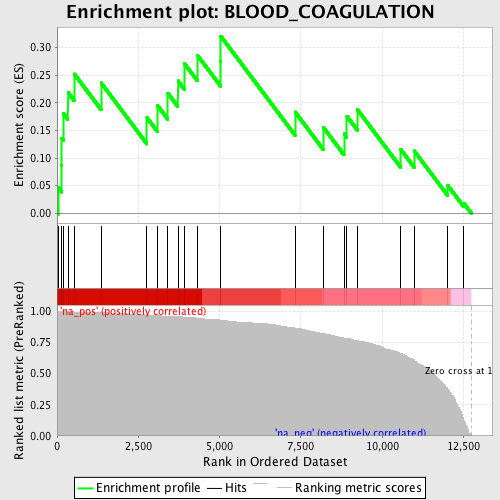 Enrichment plot: BLOOD_COAGULATION
Enrichment score (ES)
0.30
0.25
0.20
0.15
0.10
0.05
0.00
Ranked list metric (PreRanked)
'na_pos' (positively correlated)
1.00
0.75
0.50
0.25
0.00
Zero cross at 1
'na_neg' (negatively correlated)
0
2,500
5,000
7,500
10,000
12,500
Rank in Ordered Dataset
Enrichment profile
Hits
Ranking metric scores